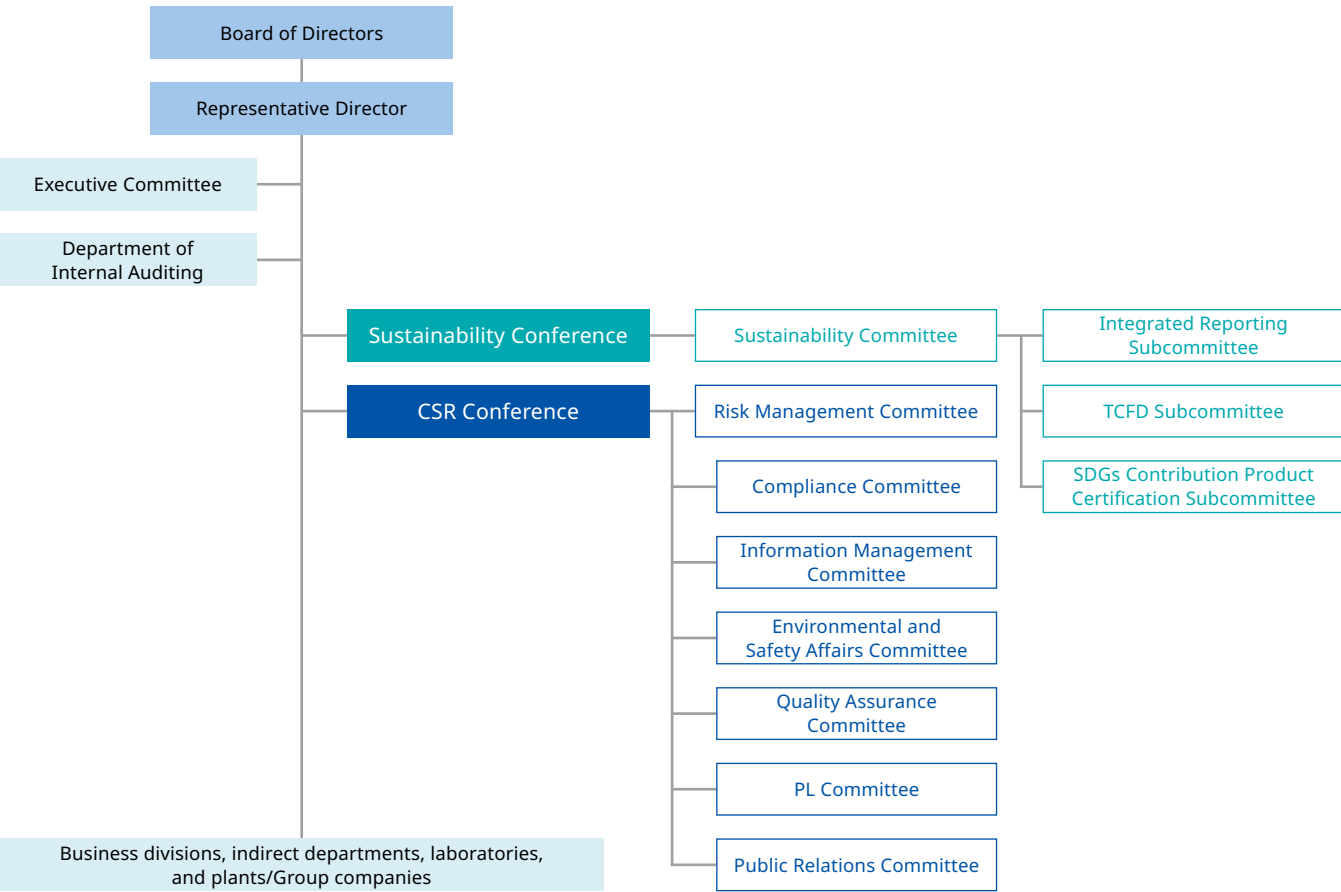 Board of Directors
Representative Director
Executive Committee
Department of
Internal Auditing
Sustainability Conference
Sustainability Committee
Integrated Reporting
Subcommittee
CSR Conference
Risk Management Committee
TCFD Subcommittee
Compliance Committee
SDGs Contribution Product
Certification Subcommittee
Information Management
Committee
Environmental and
Safety Affairs Committee
Quality Assurance
Committee
PL Committee
Business divisions, indirect departments, laboratories,
and plants/Group companies
Public Relations Committee